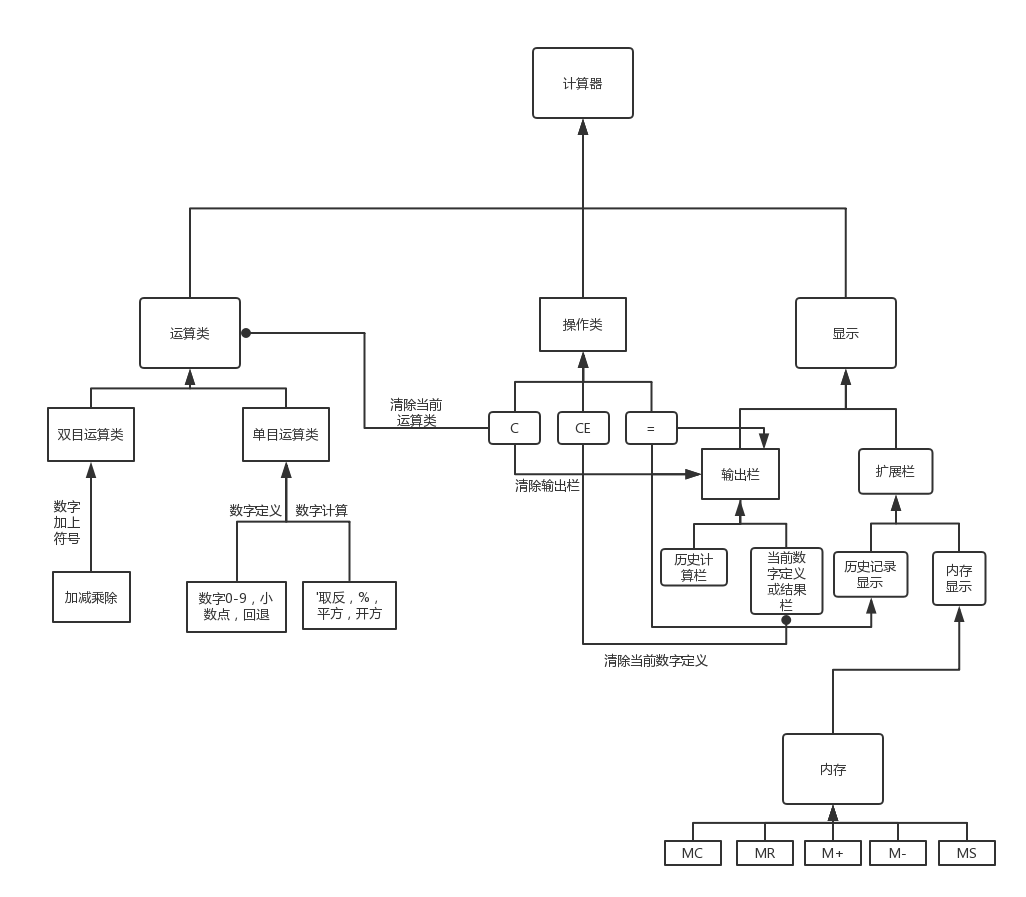 计算器
运算类
操作类
显示
清除当前
运算类
C
CE
=
双目运算类
单目运算类
输出栏
扩展栏
清除输出栏
数字
加上
符号
数字定义
数字计算
历史计
算栏
当前数
字定义
或结果
栏
历史记录
显示
内存
显示
加减乘除
数字0-9，小
数点，回退
'取反，%，
平方，开方
清除当前数字定义
内存
MC
MR
M+
M-
MS